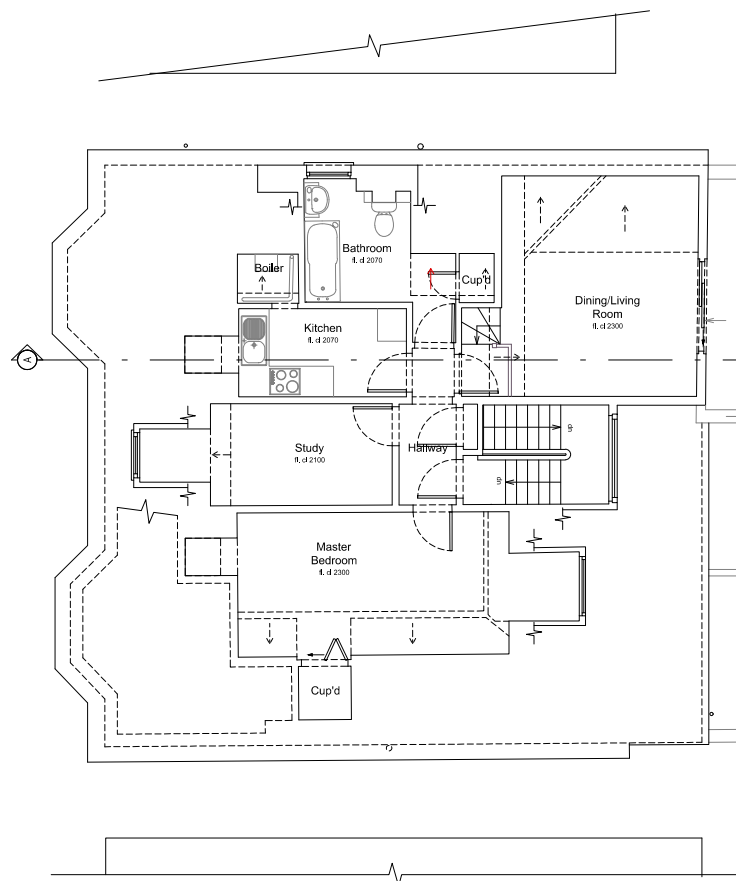 Bathroom
fl. cl 2070
Boiler
Cup'd
Dining/Living
Room
fl. cl 2300
Kitchen
fl. cl 2070
A
up
Study
fl. cl 2100
Hallway
up
Master
Bedroom
fl. cl 2300
Cup'd